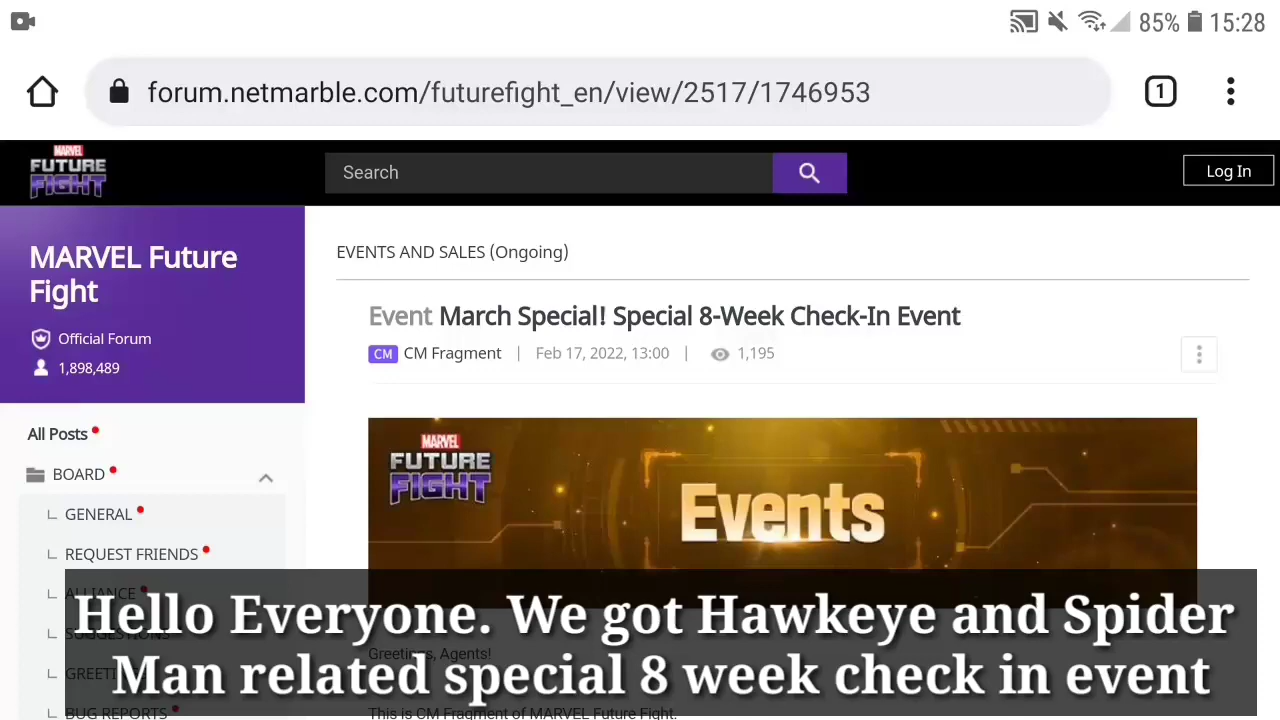 85% 15:28
forum.netmarble.com/futurefight_en/view/2517/1746953
1
MARVEL
FUTURE
FIGHT
Search
Log In
MARVEL Future
Fight
Official Forum
1,898,489
All Posts
BOARD
GENERAL
REQUEST FRIENDS
ALLIANCE
SUGGESTIONS
BUG REPORTS
EVENTS AND SALES (Ongoing)
Event March Special! Special 8-Week Check-In Event
CM CM Fragment | Feb 17, 2022, 13:00 | 1,195
MARVEL
FUTURE
FIGHT
Events
Greetings, Agents!
This is CM Fragment of MARVEL Future Fight.
Hello Everyone. We got Hawkeye and Spider
Man related special 8 week check in event